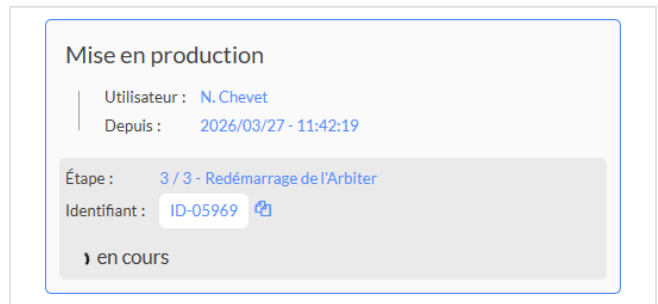 Mise en production
Utilisateur : N. Chevet
Depuis : 2026/03/27 - 11:42:19
Étape : 3 / 3 - Redémarrage de l'Arbiter
Identifiant : ID-05969
en cours